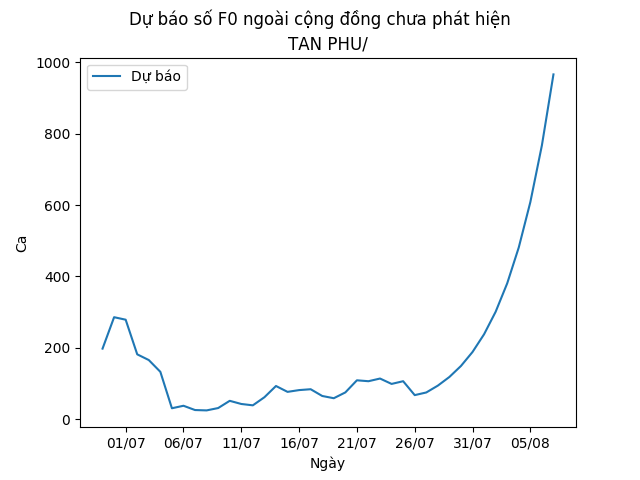 Dự báo số F0 ngoài cộng đồng chưa phát hiện
TAN PHU/
Dự báo
1000
800
600
400
200
0
Ca
01/07 06/07 11/07 16/07 21/07 26/07 31/07 05/08
Ngày